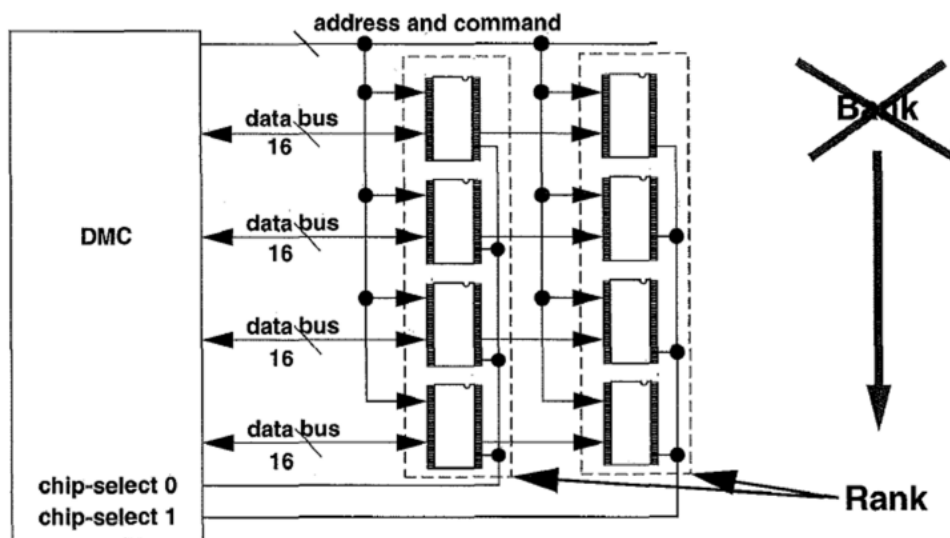 address and command
Bank
data bus
16
DMC
data bus
16
data bus
16
data bus
16
chip-select 0
chip-select 1
Rank